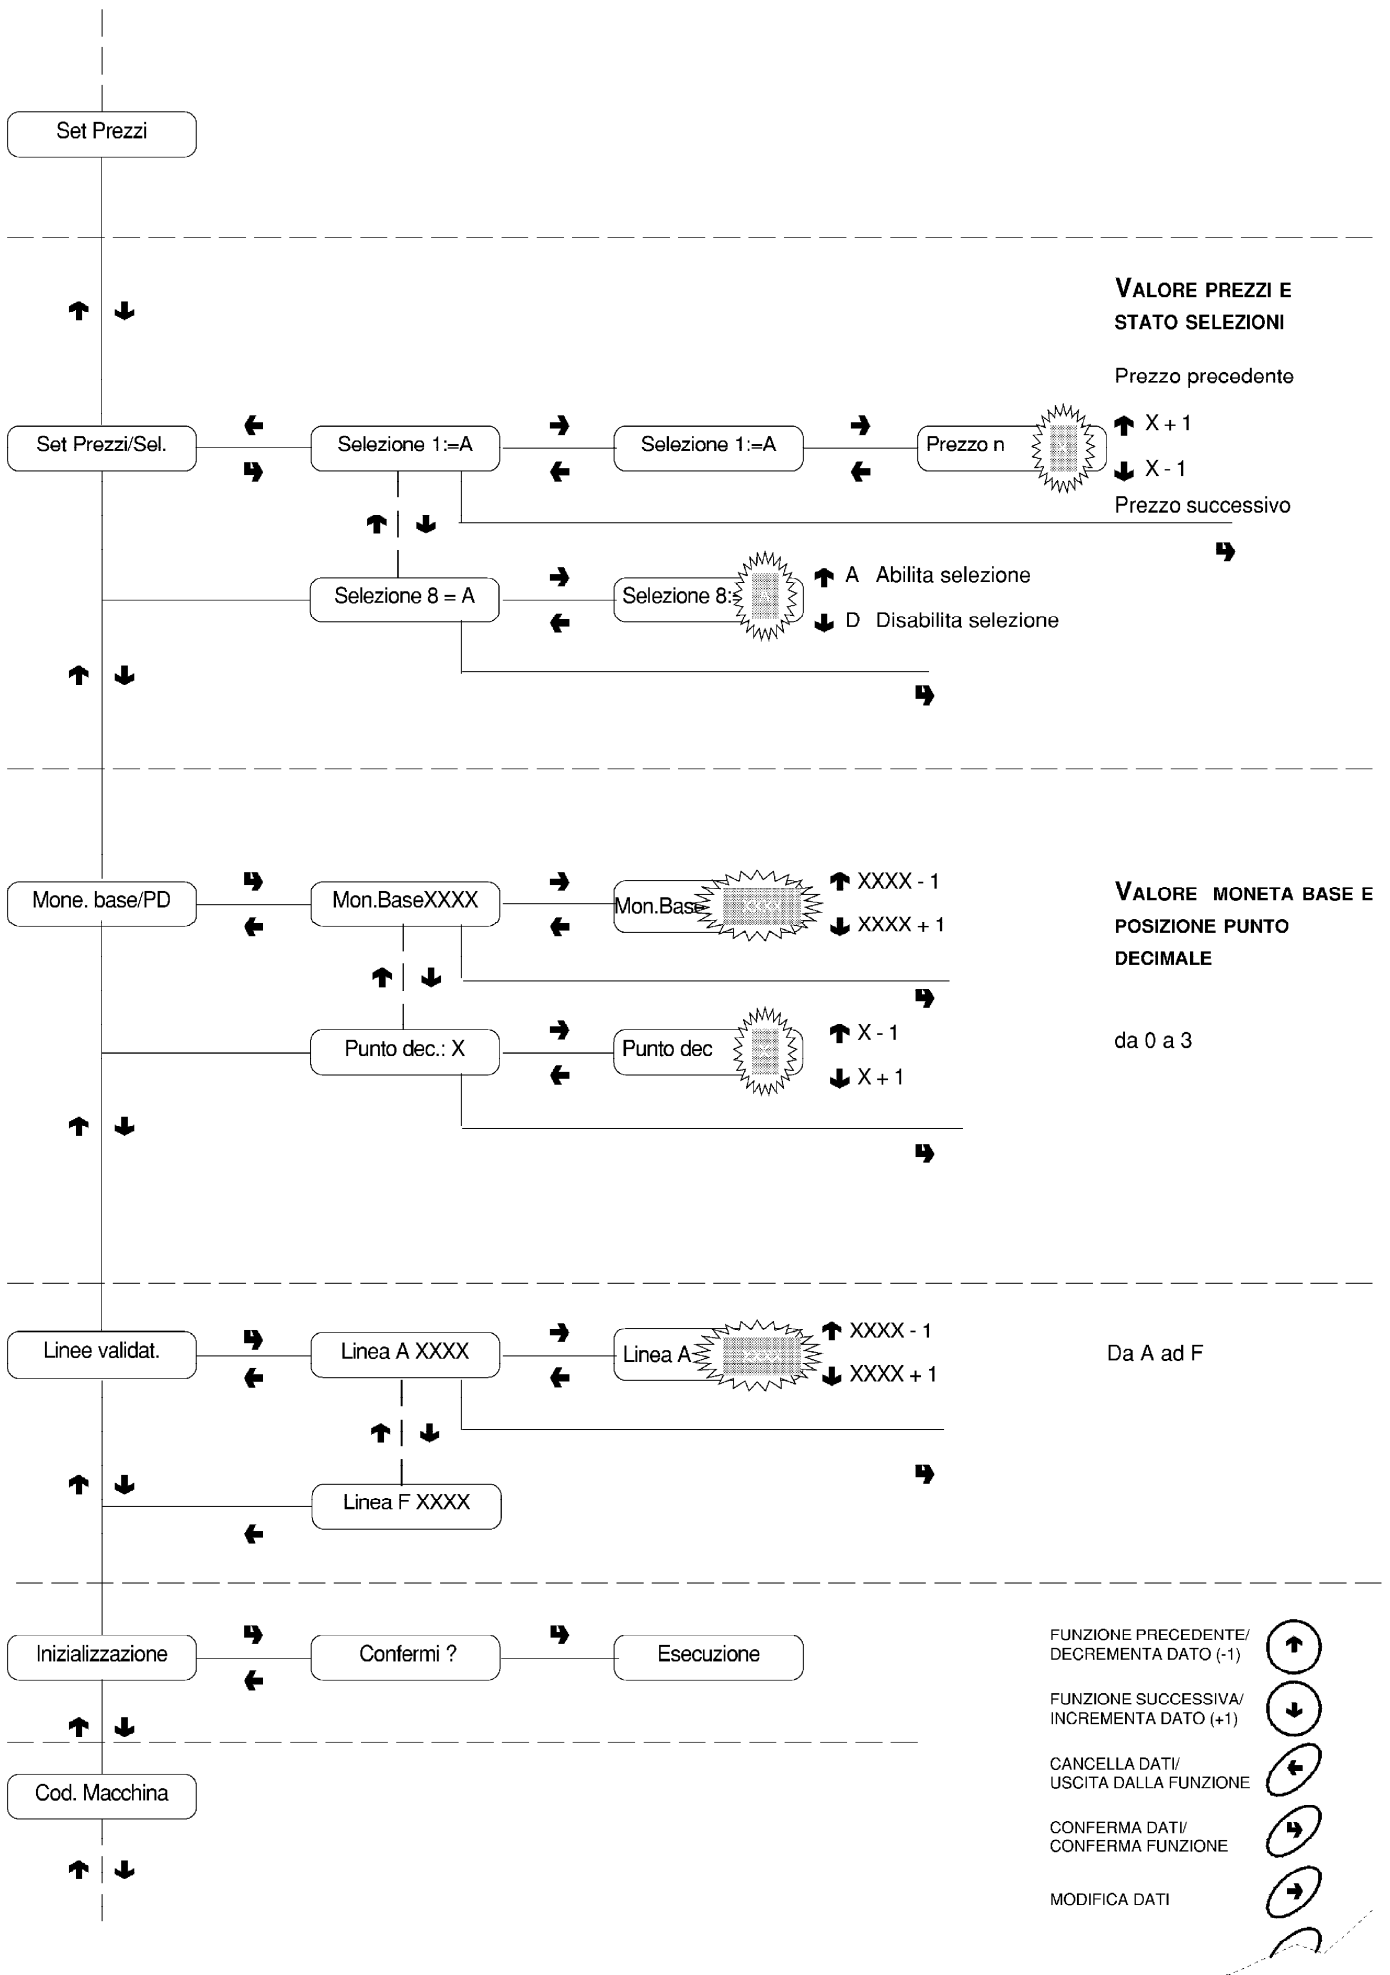 Set Prezzi
VALORE PREZZI E
STATO SELEZIONI
Prezzo precedente
Set Prezzi/Sel.
Selezione 1:=A
Selezione 1:=A
Prezzo n
X + 1
X - 1
Prezzo successivo
Selezione 8 = A
Selezione 8:=
A Abilita selezione
D Disabilita selezione
Mone. base/PD
Mon.BaseXXXX
Mon.Base
XXXX
XXXX - 1
XXXX + 1
VALORE MONETA BASE E
POSIZIONE PUNTO
DECIMALE
Punto dec.: X
Punto dec
X - 1
X + 1
da 0 a 3
Linee validat.
Linea A XXXX
Linea A
XXXX
XXXX - 1
XXXX + 1
Da A ad F
Linea F XXXX
Inizializzazione
Confermi ?
Esecuzione
Cod. Macchina
FUNZIONE PRECEDENTE/
DECREMENTA DATO (-1)
FUNZIONE SUCCESSIVA/
INCREMENTA DATO (+1)
CANCELLA DATI/
USCITA DALLA FUNZIONE
CONFERMA DATI/
CONFERMA FUNZIONE
MODIFICA DATI